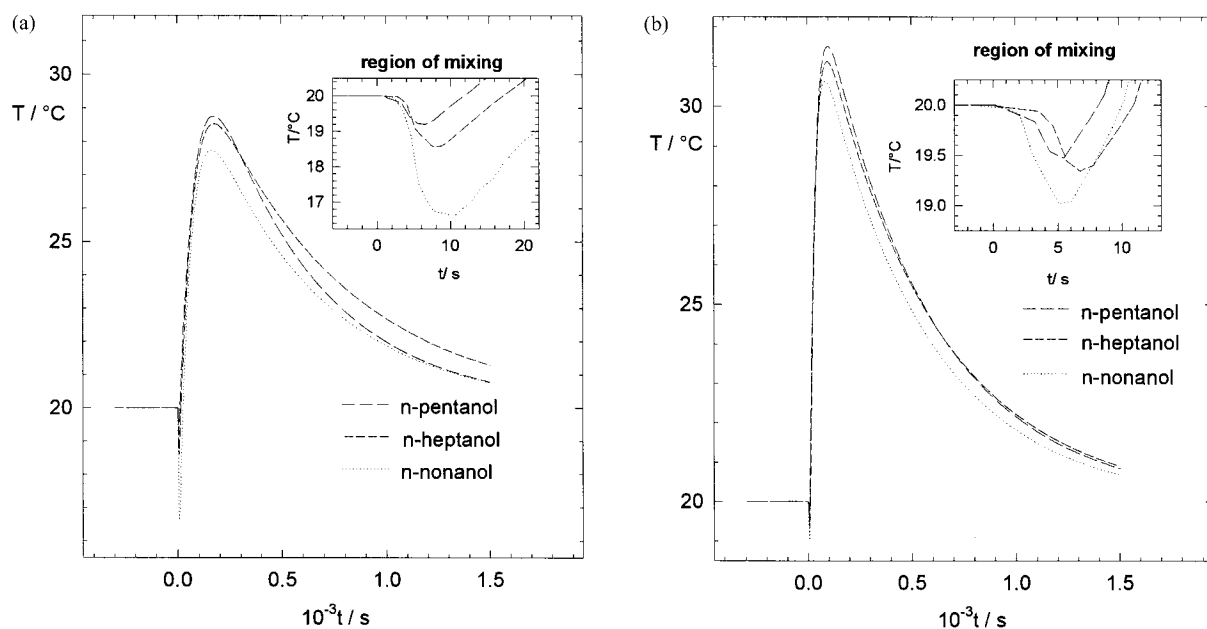 (a)
30
T / °C
25
20
0.0 0.5 1.0 1.5
10-3t / s
region of mixing
T/°C
20
19
18
17
0 10 20
t/ s
n-pentanol
n-heptanol
n-nonanol
(b)
30
T / °C
25
20
0.0 0.5 1.0 1.5
10-3t / s
region of mixing
T/°C
20.0
19.5
19.0
0 5 10
t/ s
n-pentanol
n-heptanol
n-nonanol